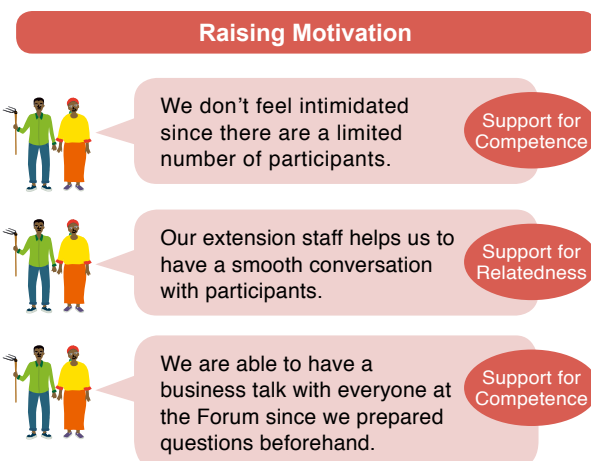 Raising Motivation
We don't feel intimidated
since there are a limited
number of participants.
Support for
Competence
Our extension staff helps us to
have a smooth conversation
with participants.
Support for
Relatedness
We are able to have a
business talk with everyone at
the Forum since we prepared
questions beforehand.
Support for
Competence